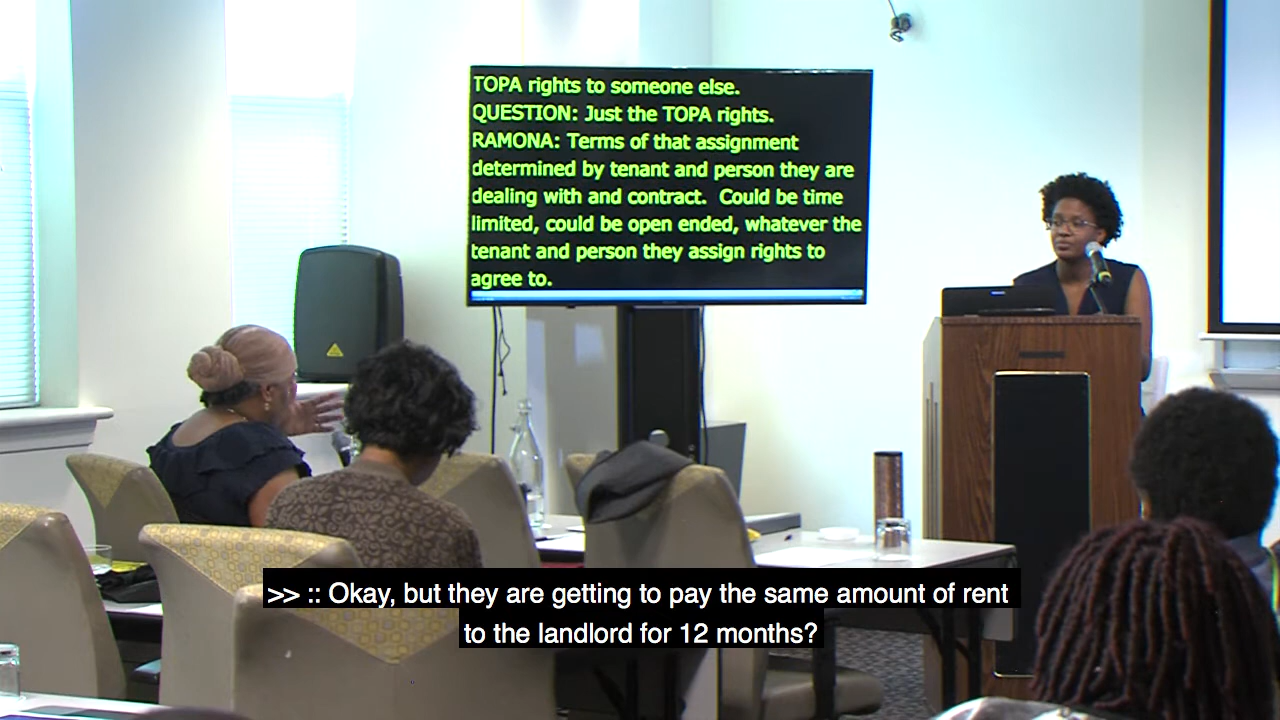 TOPA rights to someone else.
QUESTION: Just the TOPA rights.
RAMONA: Terms of that assignment
determined by tenant and person they are
dealing with and contract.  Could be time
limited, could be open ended, whatever the
tenant and person they assign rights to
agree to.
>> :: Okay, but they are getting to pay the same amount of rent
to the landlord for 12 months?